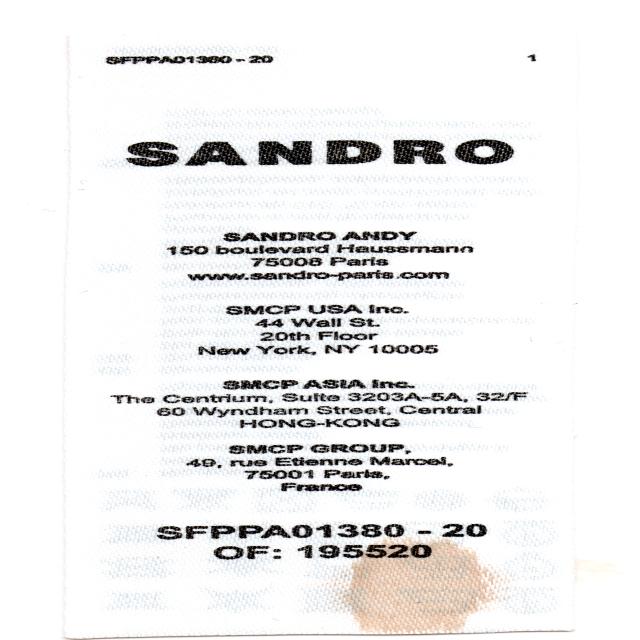 SFPPA01380 - 20 1
SANDRO
SANDRO ANDY
150 boulevard Haussmann
75008 Paris
www.sandro-paris.com
SMCP USA Inc.
44 Wall St.
20th Floor
New York, NY 10005
SMCP ASIA Inc.
The Centrium, Suite 3203A-5A, 32/F
60 Wyndham Street, Central
HONG-KONG
SMCP GROUP,
49, rue Etienne Marcel,
75001 Paris,
France
SFPPA01380 - 20
OF: 195520